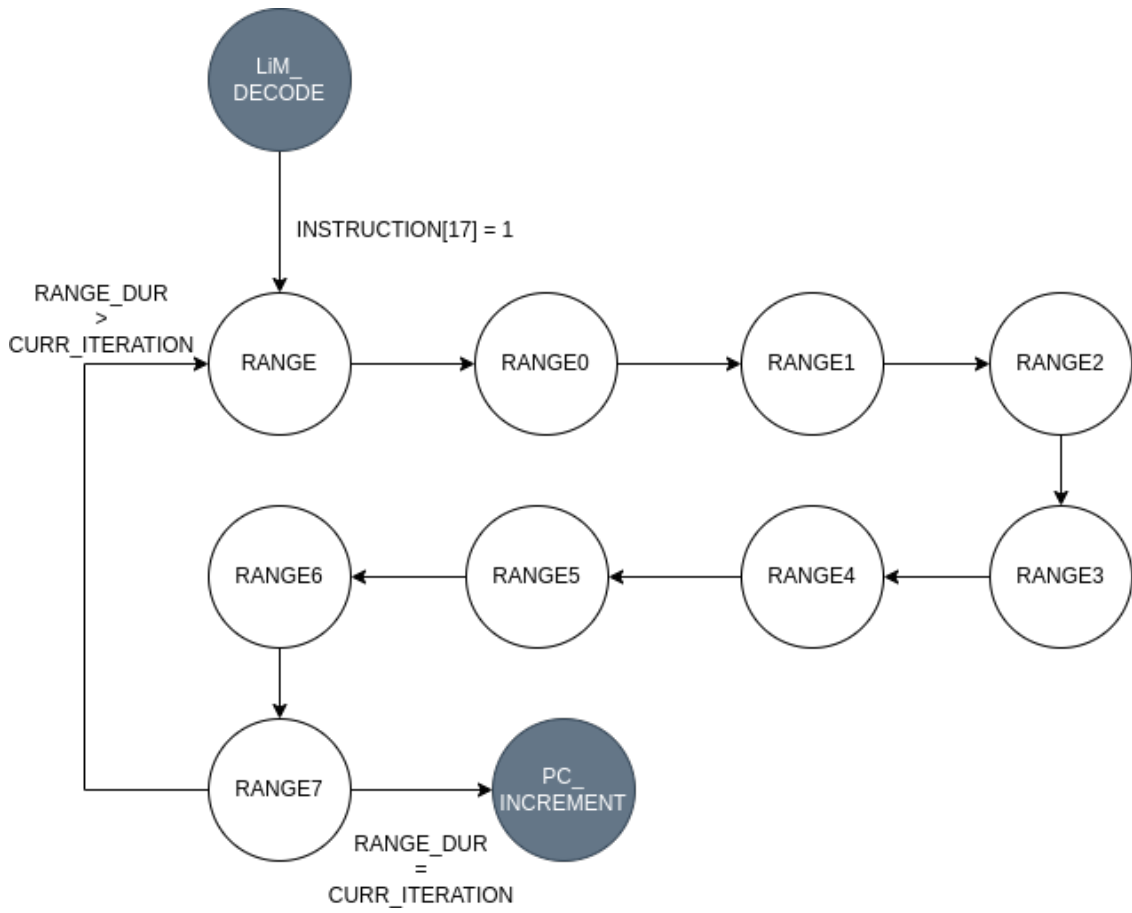 LiM_
DECODE
INSTRUCTION[17] = 1
RANGE_DUR
>
CURR_ITERATION
RANGE
RANGE0
RANGE1
RANGE2
RANGE6
RANGE5
RANGE4
RANGE3
RANGE7
PC_
INCREMENT
RANGE_DUR
=
CURR_ITERATION